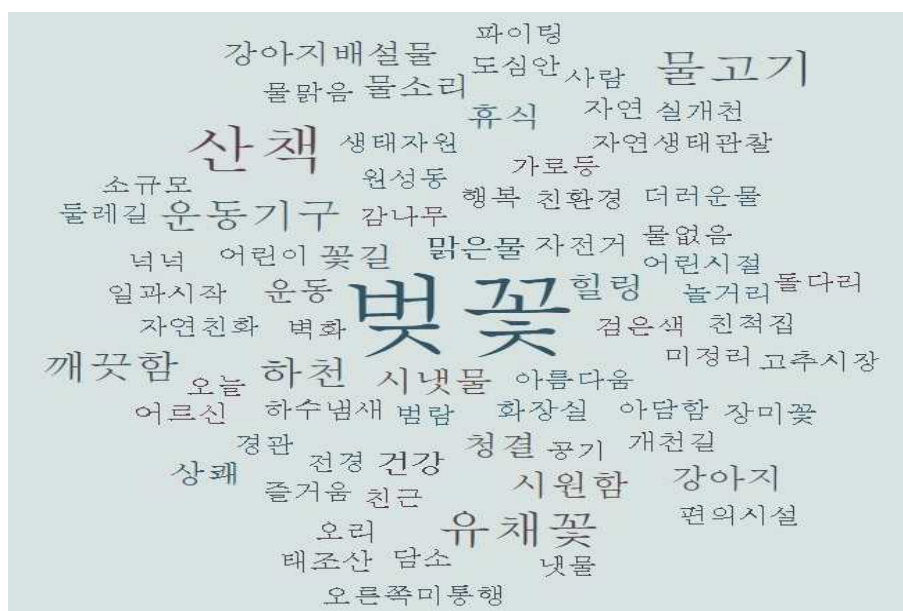 파이팅
강아지배설물 도심안 사람 물고기
물맑음 물소리
휴식 자연 실개천
산책 생태자원 자연생태관찰
가로등
소규모 원성동 행복 친환경 더러운물
둘레길 운동기구 감나무
넉넉 어린이 꽃길 맑은물 자전거 물없음
어린시절
일과시작 운동 벚꽃 힐링 놀거리 돌다리
자연친화 벽화 검은색 친척집
깨끗함 오늘 하천 시냇물 아름다움 미정리 고추시장
어르신 하수냄새 범람 화장실 아담함 장미꽃
경관 청결 공기 개천길
상쾌 전경 건강
즐거움 친근 시원함 강아지
오리 유채꽃 편의시설
태조산 담소 냇물
오른쪽미통행